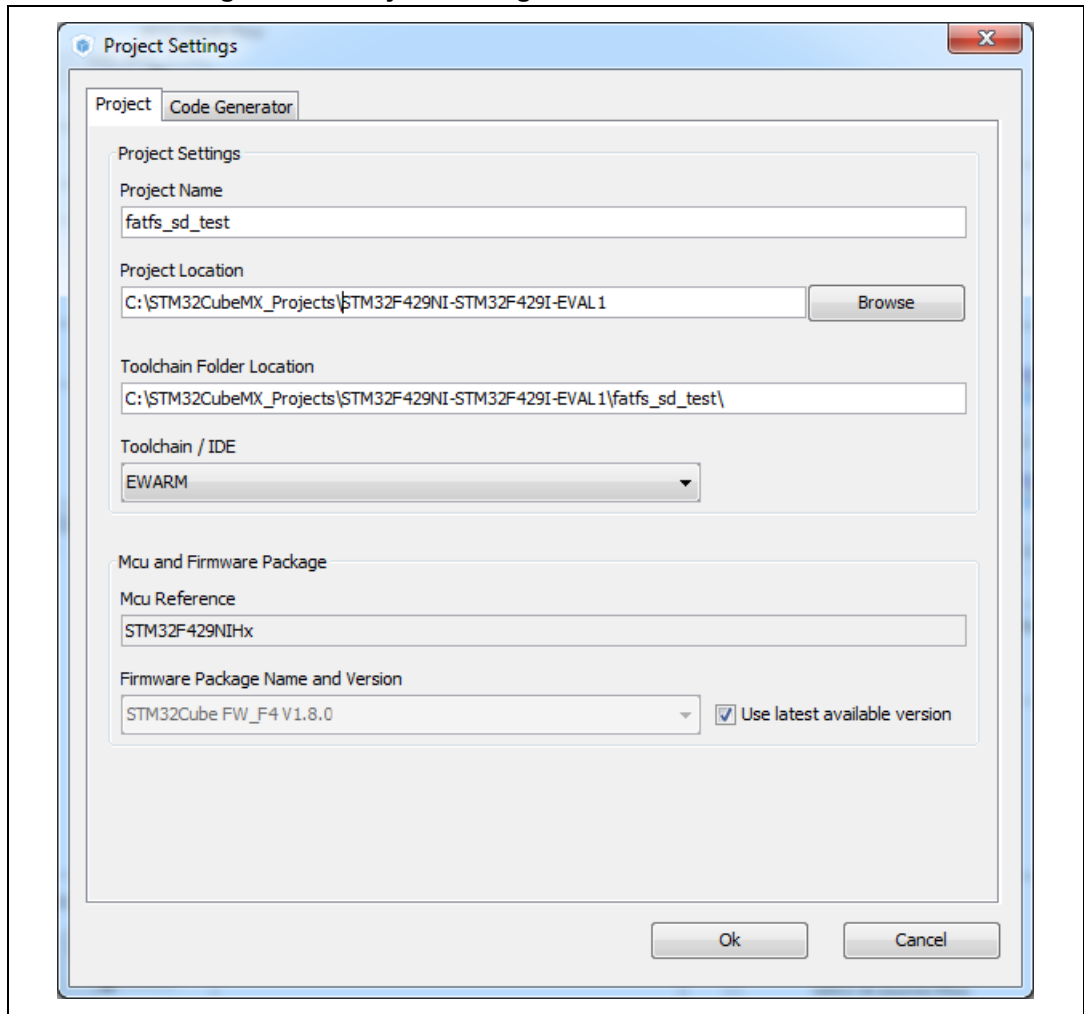 Project Settings
Project Code Generator
Project Settings
Project Name
fatfs_sd_test
Project Location
C:\STM32CubeMX_Projects\STM32F429NI-STM32F429I-EVAL1 Browse
Toolchain Folder Location
C:\STM32CubeMX_Projects\STM32F429NI-STM32F429I-EVAL1\fatfs_sd_test\
Toolchain / IDE
EWARM
Mcu and Firmware Package
Mcu Reference
STM32F429NIHx
Firmware Package Name and Version
STM32Cube FW_F4 V1.8.0 Use latest available version
Ok Cancel